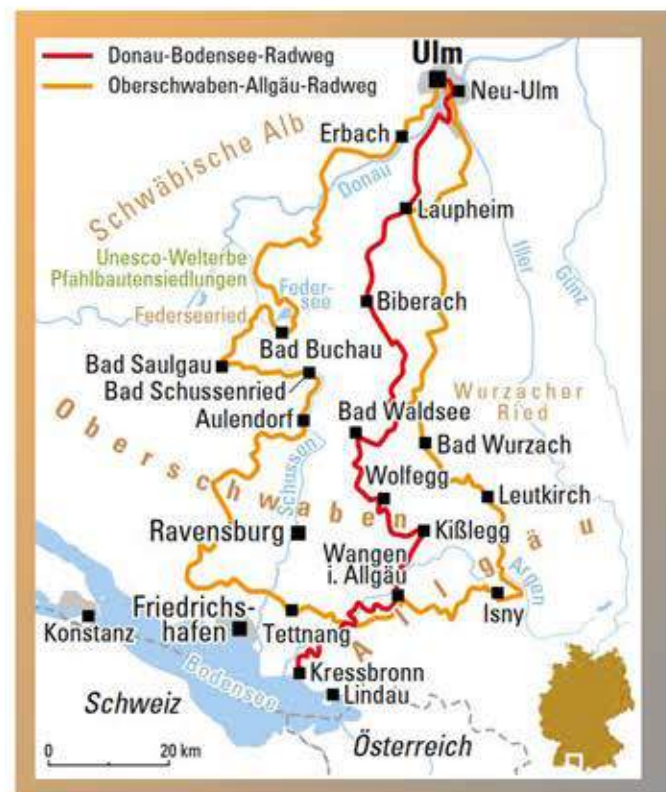 Donau-Bodensee-Radweg
Oberschwaben-Allgäu-Radweg
Ulm
Neu-Ulm
Erbach
Schwäbische Alb
Donau
Laupheim
Iller
Günz
Unesco-Welterbe
Pfahlbautensiedlungen
Feder-
see
Federseeried
Biberach
Bad Buchau
Bad Saulgau
Bad Schussenried
Aulendorf
Oberschwaben
Bad Waldsee
Wurzacher
Ried
Bad Wurzach
Schussen
Wolfegg
Leutkirch
Ravensburg
Kißlegg
Wangen
i. Allgäu
Allgäu
Argen
Isny
Friedrichs-
hafen
Konstanz
Tettnang
Bodensee
Kressbronn
Lindau
Schweiz
Österreich
0 20 km